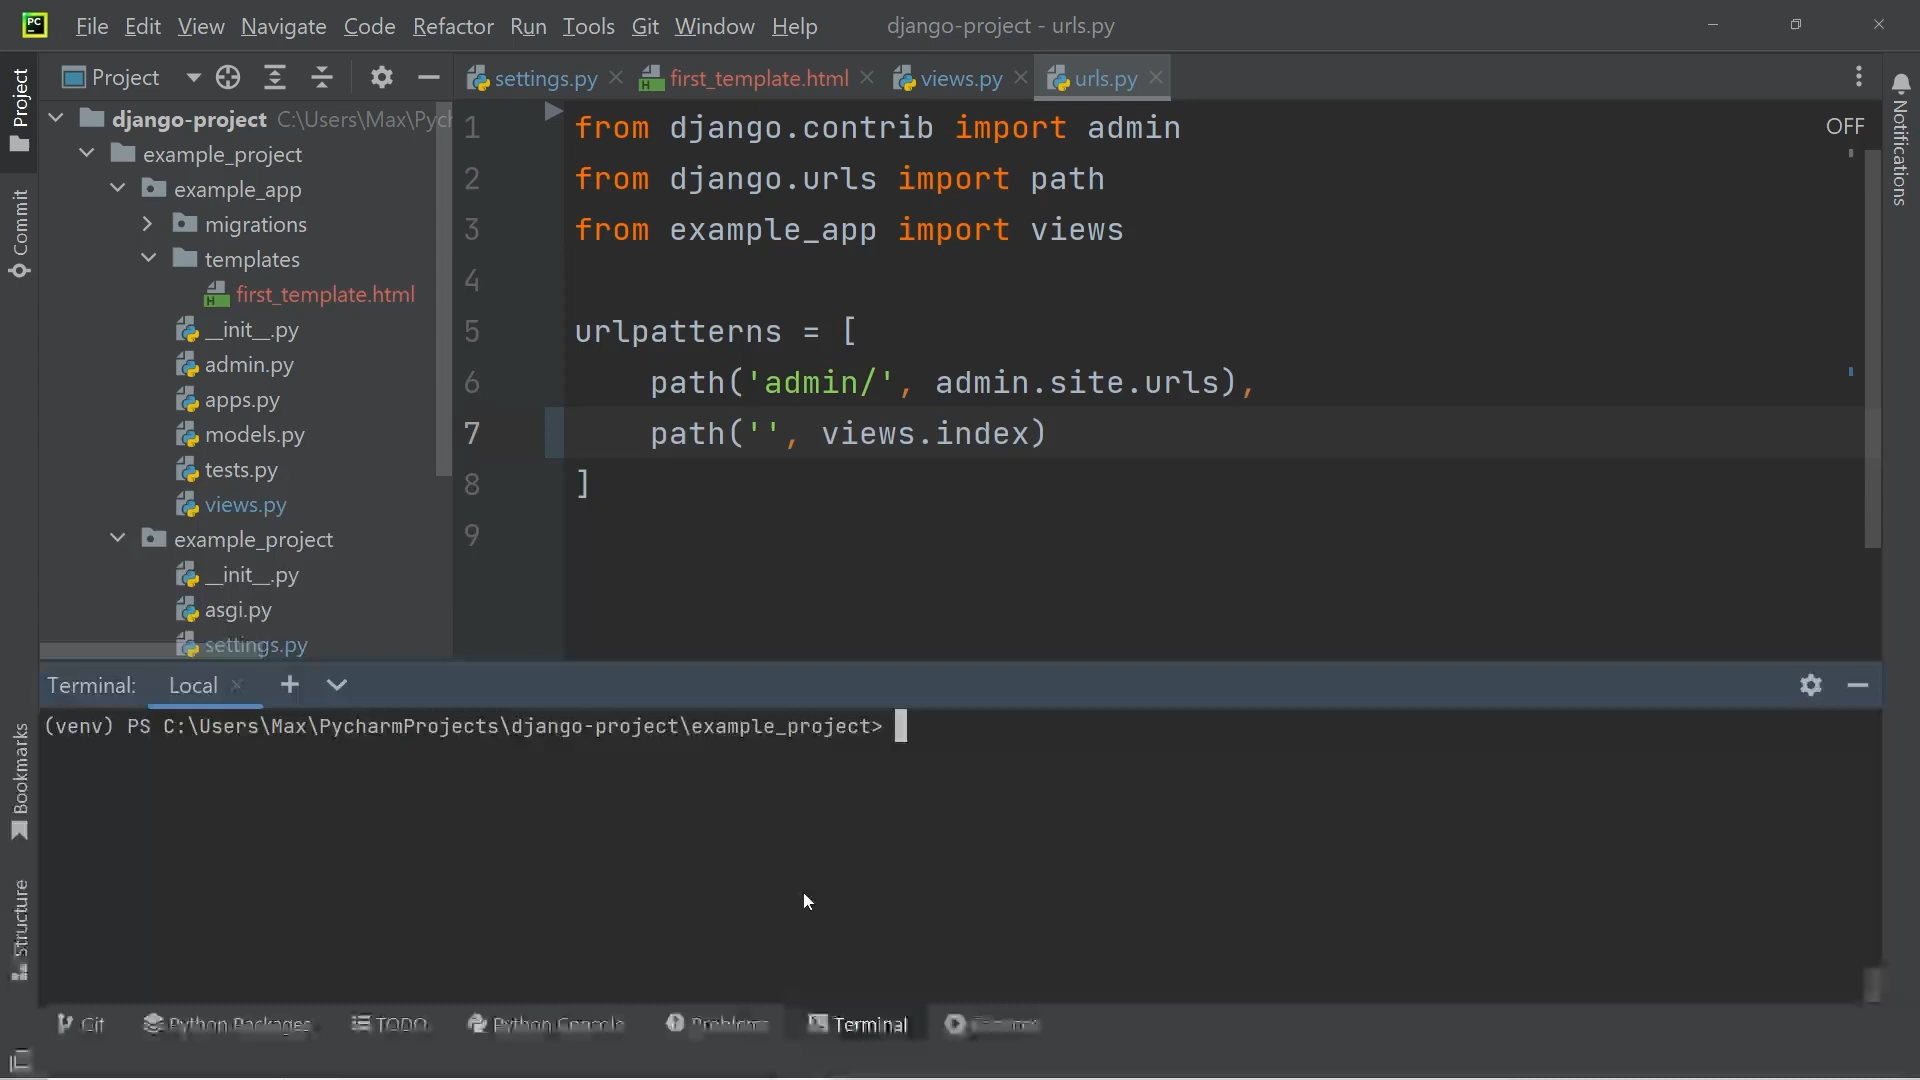 PC File Edit View Navigate Code Refactor Run Tools Git Window Help django-project - urls.py
Project
settings.py first_template.html views.py urls.py
Project
Commit
Bookmarks
Structure
django-project C:\Users\Max\Pych
example_project
example_app
migrations
templates
first_template.html
__init__.py
admin.py
apps.py
models.py
tests.py
views.py
example_project
__init__.py
asgi.py
settings.py
1 from django.contrib import admin
2 from django.urls import path
3 from example_app import views
4
5 urlpatterns = [
6 path('admin/', admin.site.urls),
7 path('', views.index)
8 ]
9
OFF
Notifications
Terminal: Local
(venv) PS C:\Users\Max\PycharmProjects\django-project\example_project>
Git Python Packages TODO Python Console Problems Terminal